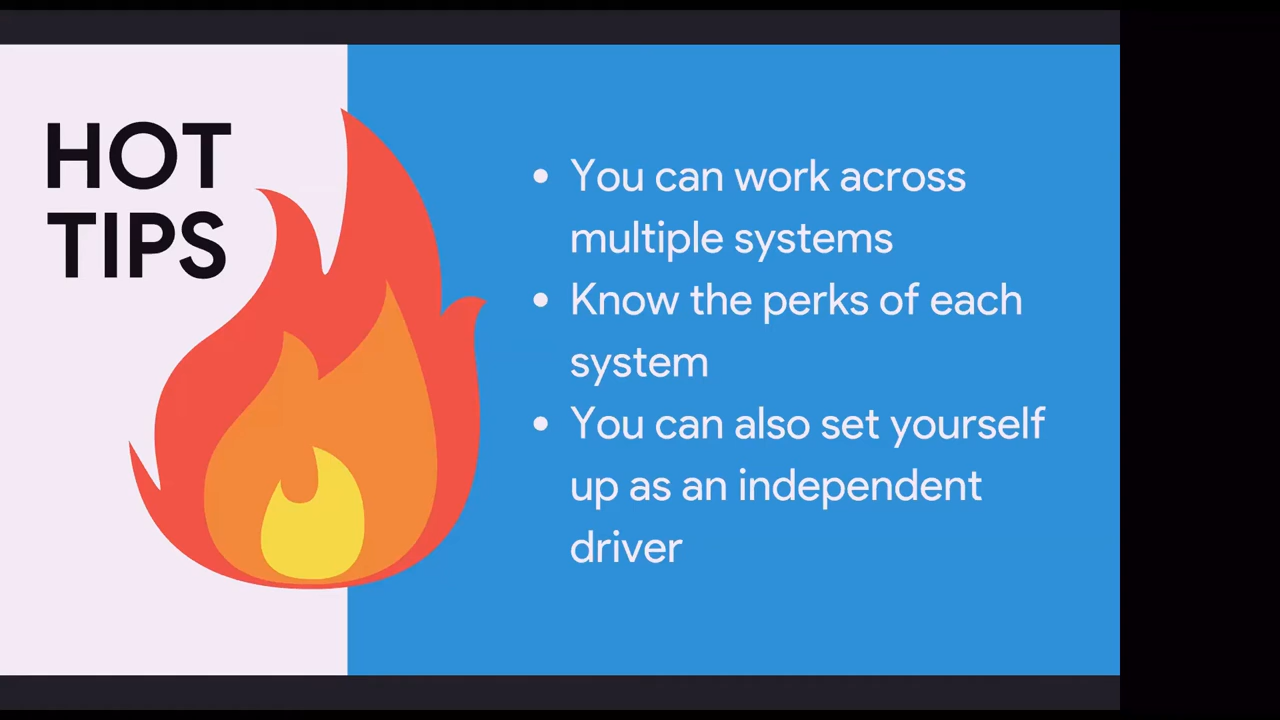 HOT
TIPS
• You can work across
multiple systems
• Know the perks of each
system
• You can also set yourself
up as an independent
driver